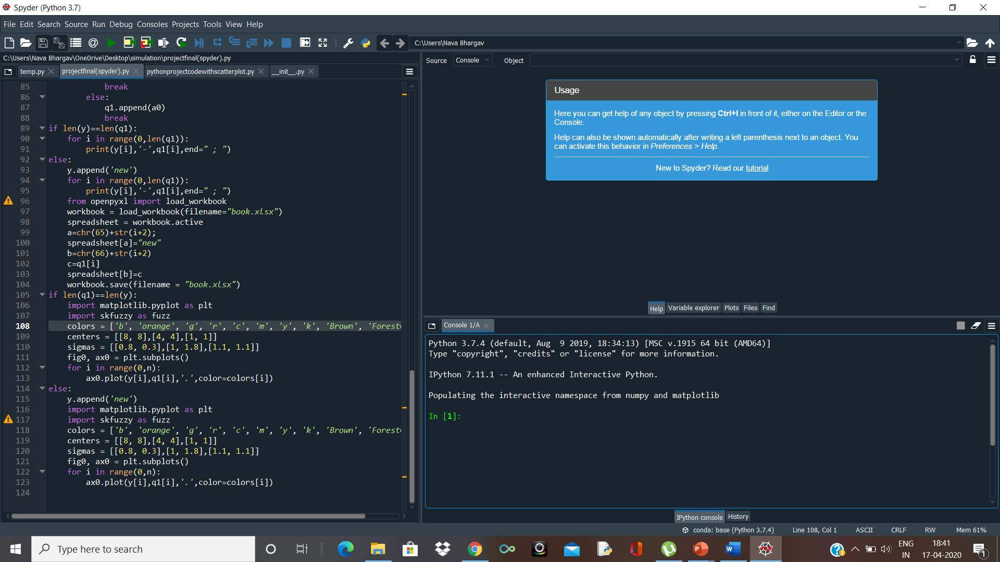 Spyder (Python 3.7)
File Edit Search Source Run Debug Consoles Projects Tools View Help
C:\Users\Nava Bhargav
C:\Users\Nava Bhargav\OneDrive\Desktop\simulation\projectfinal(spyder).py
temp.py projectfinal(spyder).py pythonprojectcodewithscatterplot.py __init__.py
85 break
86 else:
87 q1.append(a0)
88 break
89 if len(y)==len(q1):
90 for i in range(0,len(q1)):
91 print(y[i],'-',q1[i],end=" ; ")
92 else:
93 y.append('new')
94 for i in range(0,len(q1)):
95 print(y[i],'-',q1[i],end=" ; ")
96 from openpyxl import load_workbook
97 workbook = load_workbook(filename="book.xlsx")
98 spreadsheet = workbook.active
99 a=chr(65)+str(i+2);
100 spreadsheet[a]="new"
101 b=chr(66)+str(i+2)
102 c=q1[i]
103 spreadsheet[b]=c
104 workbook.save(filename = "book.xlsx")
105 if len(q1)==len(y):
106 import matplotlib.pyplot as plt
107 import skfuzzy as fuzz
108 colors = ['b', 'orange', 'g', 'r', 'c', 'm', 'y', 'k', 'Brown', 'Forest
109 centers = [[8, 8],[4, 4],[1, 1]]
110 sigmas = [[0.8, 0.3],[1, 1.8],[1.1, 1.1]]
111 fig0, ax0 = plt.subplots()
112 for i in range(0,n):
113 ax0.plot(y[i],q1[i],'.',color=colors[i])
114 else:
115 y.append('new')
116 import matplotlib.pyplot as plt
117 import skfuzzy as fuzz
118 colors = ['b', 'orange', 'g', 'r', 'c', 'm', 'y', 'k', 'Brown', 'Forest
119 centers = [[8, 8],[4, 4],[1, 1]]
120 sigmas = [[0.8, 0.3],[1, 1.8],[1.1, 1.1]]
121 fig0, ax0 = plt.subplots()
122 for i in range(0,n):
123 ax0.plot(y[i],q1[i],'.',color=colors[i])
124
Source Console Object
Usage
Here you can get help of any object by pressing Ctrl+I in front of it, either on the Editor or the
Console.
Help can also be shown automatically after writing a left parenthesis next to an object. You
can activate this behavior in Preferences > Help.
New to Spyder? Read our tutorial
Help Variable explorer Plots Files Find
Console 1/A
Python 3.7.4 (default, Aug  9 2019, 18:34:13) [MSC v.1915 64 bit (AMD64)]
Type "copyright", "credits" or "license" for more information.
IPython 7.11.1 -- An enhanced Interactive Python.
Populating the interactive namespace from numpy and matplotlib
In [1]:
IPython console History
conda: base (Python 3.7.4) Line 108, Col 1 ASCII CRLF RW Mem 61%
Type here to search
ENG
IN
18:41
17-04-2020
1